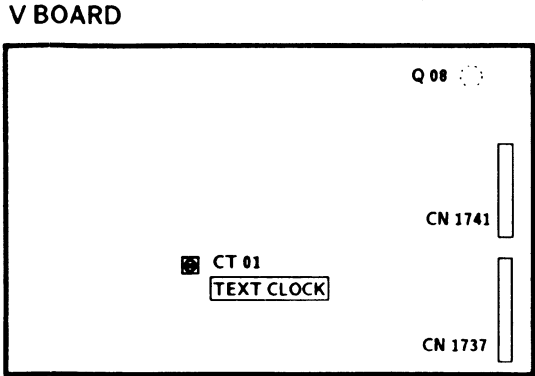 V BOARD
Q 08
CN 1741
CT 01
TEXT CLOCK
CN 1737